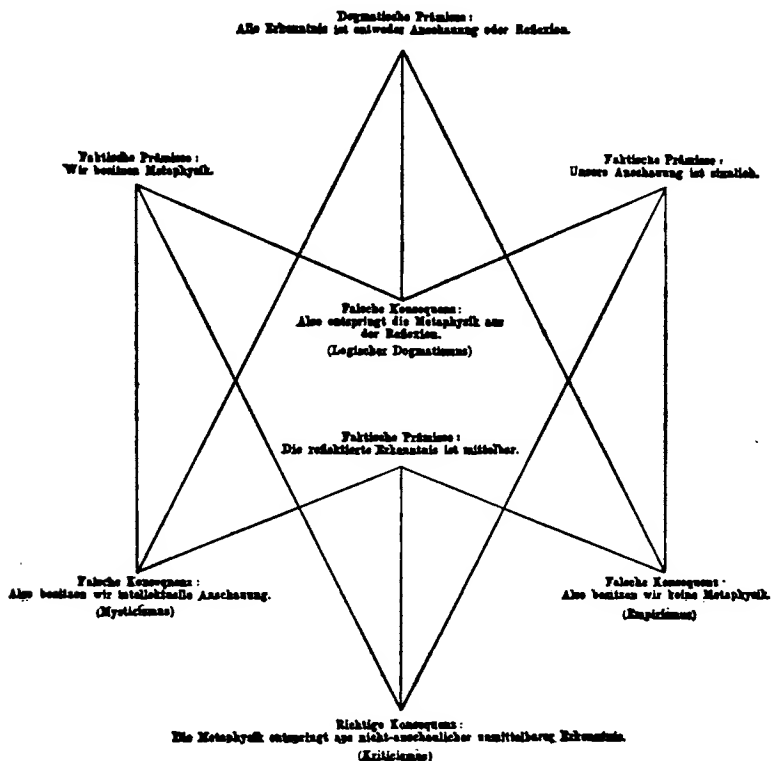 Dogmatische Prämisse:
Alle Erkenntnis ist entweder Anschauung oder Reflexion.
Faktische Prämisse:
Wir besitzen Metaphysik.
Faktische Prämisse:
Unsere Anschauung ist sinnlich.
Falsche Konsequenz:
Also entspringt die Metaphysik aus
der Reflexion.
(Logischer Dogmatismus)
Faktische Prämisse:
Die reflektierte Erkenntnis ist mittelbar.
Falsche Konsequenz:
Also besitzen wir intellektuelle Anschauung.
(Mysticismus)
Falsche Konsequenz:
Also besitzen wir keine Metaphysik.
(Empirismus)
Richtige Konsequenz:
Die Metaphysik entspringt aus nicht-anschaulicher unmittelbarer Erkenntnis.
(Kriticismus)